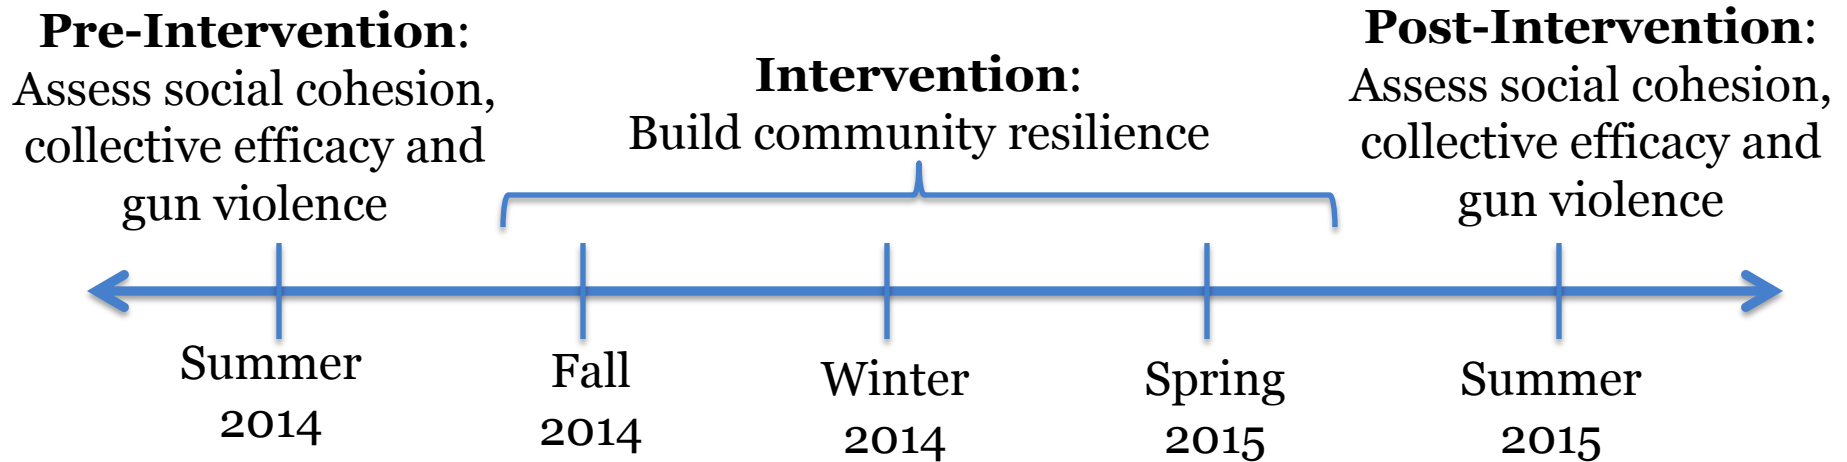 Pre-Intervention:
Assess social cohesion,
collective efficacy and
gun violence
Intervention:
Build community resilience
Post-Intervention:
Assess social cohesion,
collective efficacy and
gun violence
Summer
2014
Fall
2014
Winter
2014
Spring
2015
Summer
2015